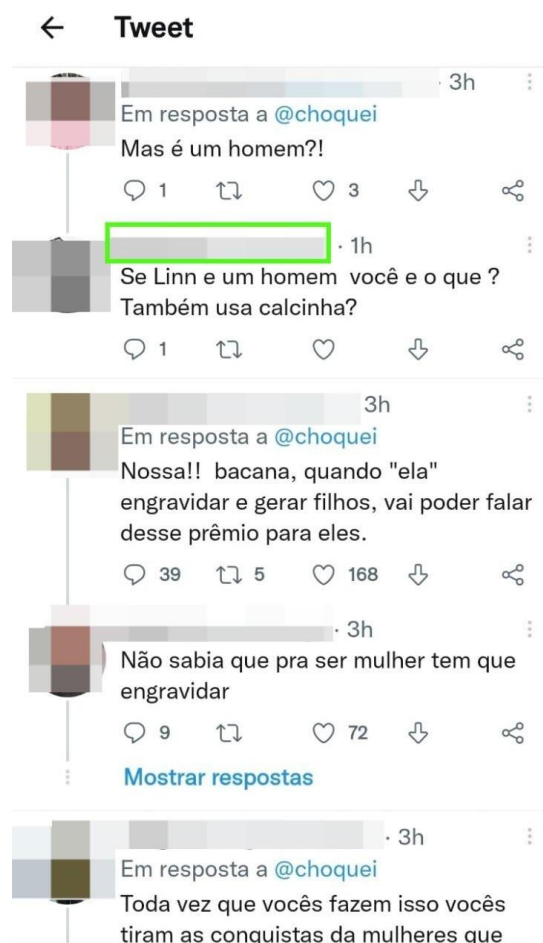 Tweet
· 3h
Em resposta a @choquei
Mas é um homem?!
1 3
· 1h
Se Linn e um homem você e o que ?
Também usa calcinha?
1
3h
Em resposta a @choquei
Nossa!! bacana, quando "ela"
engravidar e gerar filhos, vai poder falar
desse prêmio para eles.
39 5 168
· 3h
Não sabia que pra ser mulher tem que
engravidar
9 72
Mostrar respostas
· 3h
Em resposta a @choquei
Toda vez que vocês fazem isso vocês
tiram as conquistas da mulheres que